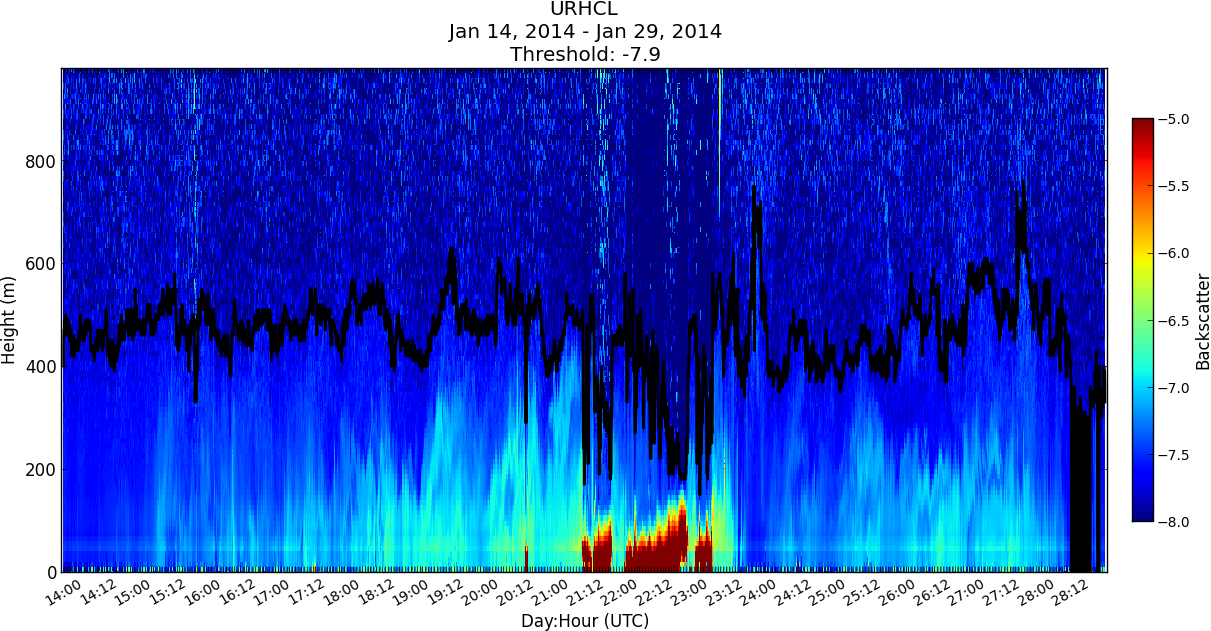 URHCL
Jan 14, 2014 - Jan 29, 2014
Threshold: -7.9
Height (m)
800
600
400
200
0
14:00 14:12 15:00 15:12 16:00 16:12 17:00 17:12 18:00 18:12 19:00 19:12 20:00 20:12 21:00 21:12 22:00 22:12 23:00 23:12 24:00 24:12 25:00 25:12 26:00 26:12 27:00 27:12 28:00 28:12
Day:Hour (UTC)
−5.0
−5.5
−6.0
−6.5
−7.0
−7.5
−8.0
Backscatter